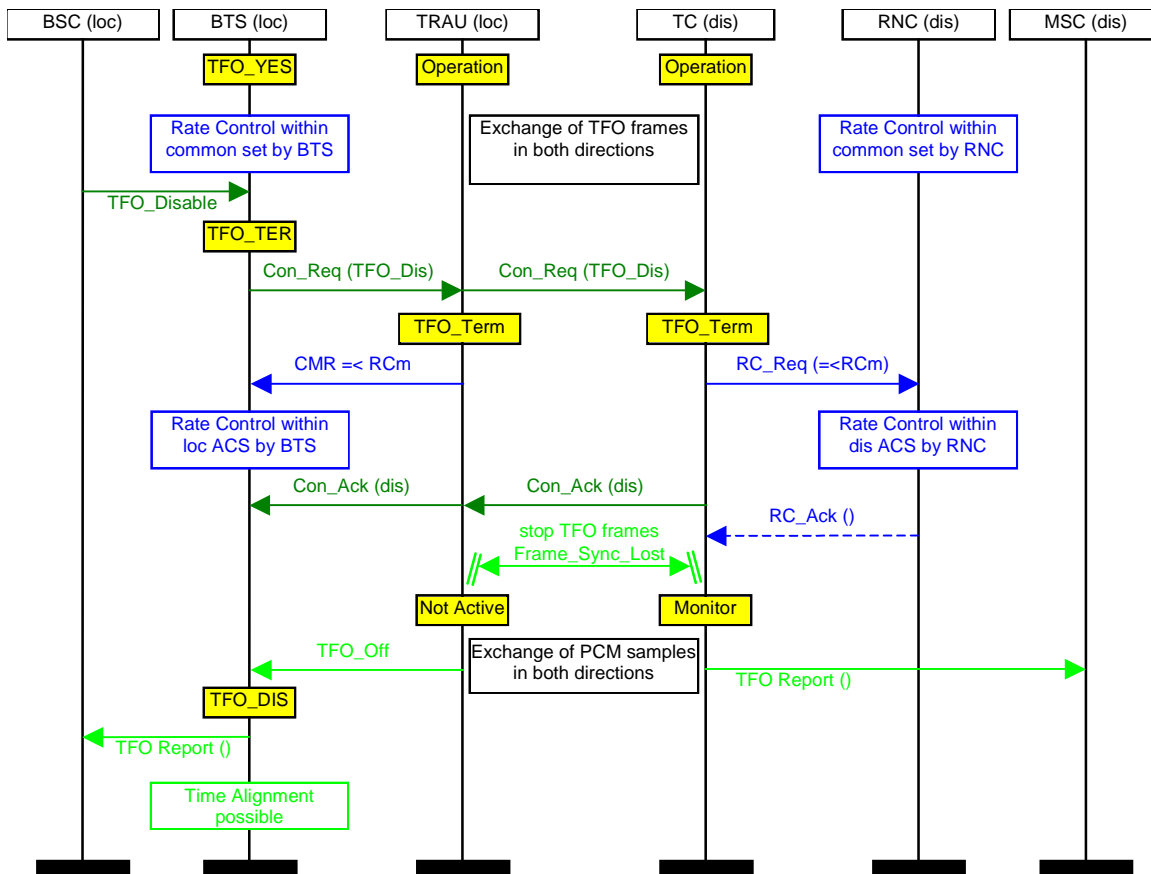 BSC (loc)
BTS (loc)
TRAU (loc)
TC (dis)
RNC (dis)
MSC (dis)
TFO_YES
Operation
Operation
Rate Control within
common set by BTS
Exchange of TFO frames
in both directions
Rate Control within
common set by RNC
TFO_Disable
TFO_TER
Con_Req (TFO_Dis)
Con_Req (TFO_Dis)
TFO_Term
TFO_Term
CMR =< RCm
RC_Req (=<RCm)
Rate Control within
loc ACS by BTS
Rate Control within
dis ACS by RNC
Con_Ack (dis)
Con_Ack (dis)
RC_Ack ()
stop TFO frames
Frame_Sync_Lost
Not Active
Monitor
TFO_Off
Exchange of PCM samples
in both directions
TFO Report ()
TFO_DIS
TFO Report ()
Time Alignment
possible